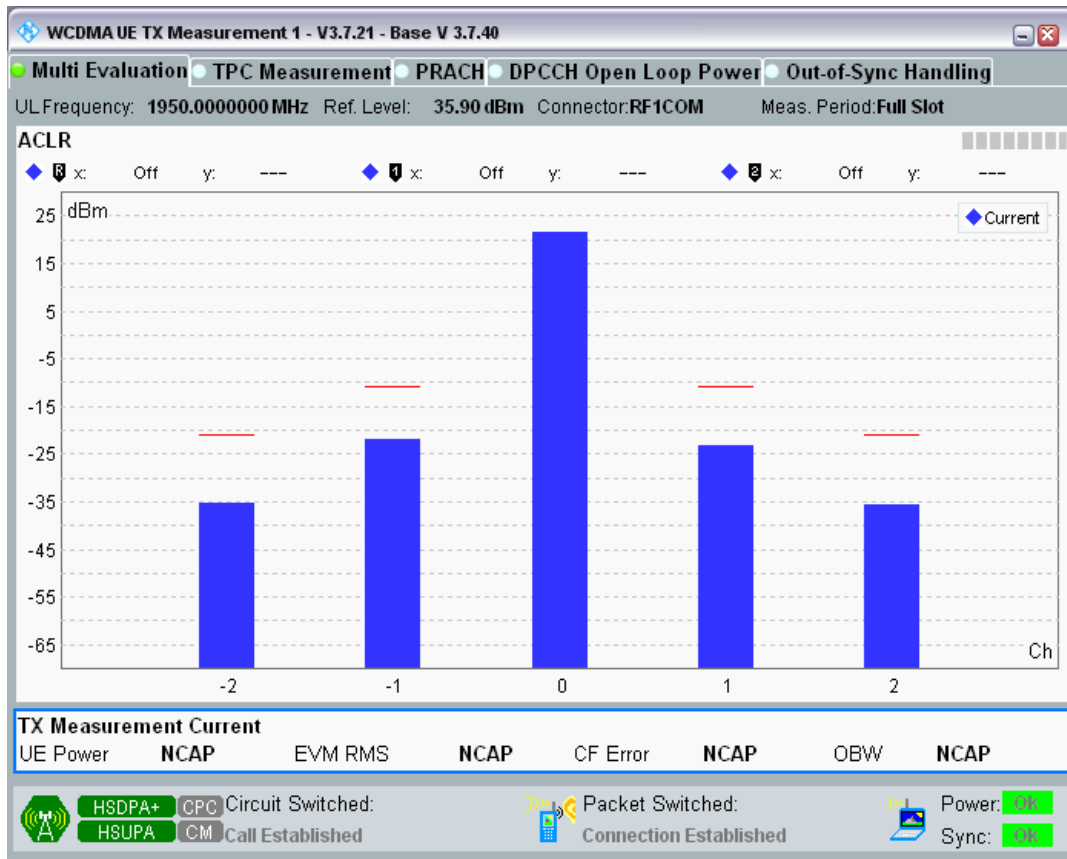 WCDMA UE TX Measurement 1 - V3.7.21 - Base V 3.7.40
Multi Evaluation TPC Measurement PRACH DPCCH Open Loop Power Out-of-Sync Handling
UL Frequency: 1950.0000000 MHz Ref. Level: 35.90 dBm Connector:RF1COM Meas. Period:Full Slot
ACLR
R x: Off y: --- 1 x: Off y: --- 2 x: Off y: ---
dBm
Current
25
15
5
-5
-15
-25
-35
-45
-55
-65
Ch
-2 -1 0 1 2
TX Measurement Current
UE Power NCAP EVM RMS NCAP CF Error NCAP OBW NCAP
HSDPA+ CPC Circuit Switched: Packet Switched: Power: Ok
HSUPA CM Call Established Connection Established Sync: Ok